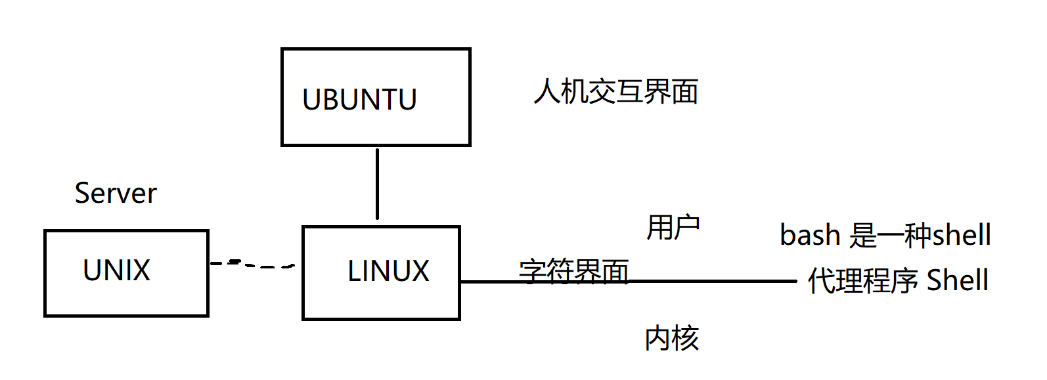 UBUNTU
人机交互界面
Server
UNIX
LINUX
用户
字符界面
内核
bash 是一种shell
代理程序 Shell